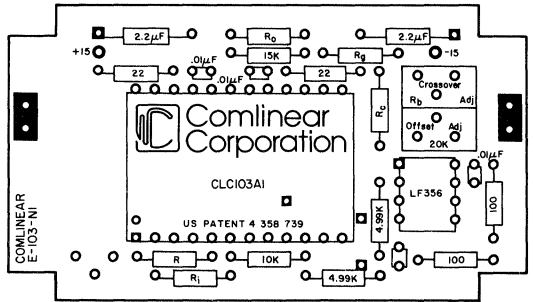 2.2µF
R₀
2.2µF
+15
15K
Rg
-15
.01µF
22
.01µF
22
Rc
Crossover
Rb
Adj
Offset
Adj
20K
Comlinear
Corporation
CLC103A1
US PATENT 4 358 739
.01µF
LF356
100
4.99K
COMLINEAR
E-103-N1
R
10K
Ri
4.99K
100